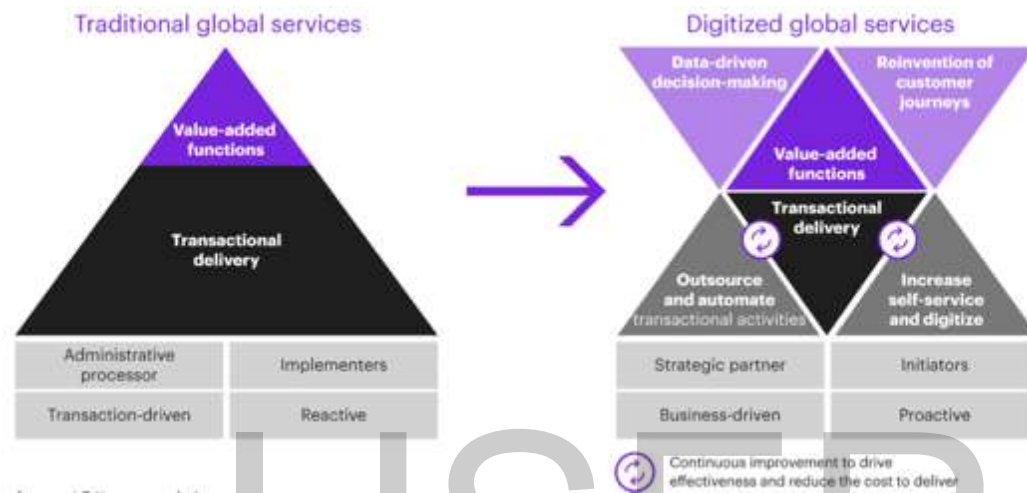 Traditional global services
Value-added
functions
Transactional
delivery
Administrative
processor
Implementers
Transaction-driven
Reactive
Digitized global services
Data-driven
decision-making
Reinvention of
customer
journeys
Value-added
functions
Transactional
delivery
Outsource
and automate
transactional activities
Increase
self-service
and digitize
Strategic partner
Initiators
Business-driven
Proactive
Continuous improvement to drive
effectiveness and reduce the cost to deliver